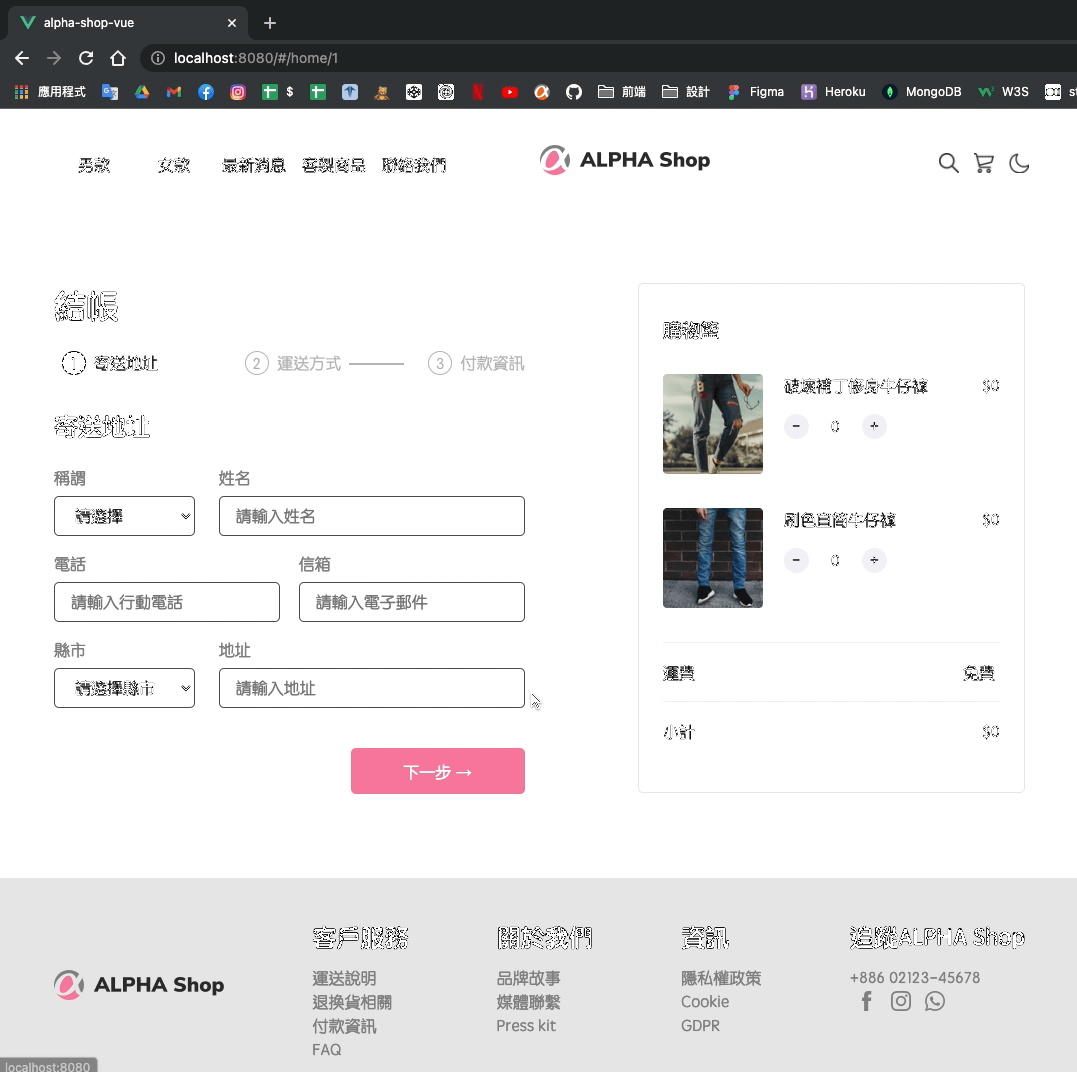 alpha-shop-vue
localhost:8080/#/home/1
應用程式 $ 前端 設計 Figma Heroku MongoDB W3S
男款 女款 最新消息 客製商品 聯絡我們
ALPHA Shop
結帳
1 寄送地址 2 運送方式 3 付款資訊
寄送地址
稱謂 姓名
請選擇 請輸入姓名
電話 信箱
請輸入行動電話 請輸入電子郵件
縣市 地址
請選擇縣市 請輸入地址
下一步 →
購物籃
破壞補丁修身牛仔褲 $0
- 0 +
刷色直筒牛仔褲 $0
- 0 +
運費 免費
小計 $0
ALPHA Shop
客戶服務
運送說明
退換貨相關
付款資訊
FAQ
關於我們
品牌故事
媒體聯繫
Press kit
資訊
隱私權政策
Cookie
GDPR
追蹤ALPHA Shop
+886 02123-45678
localhost:8080